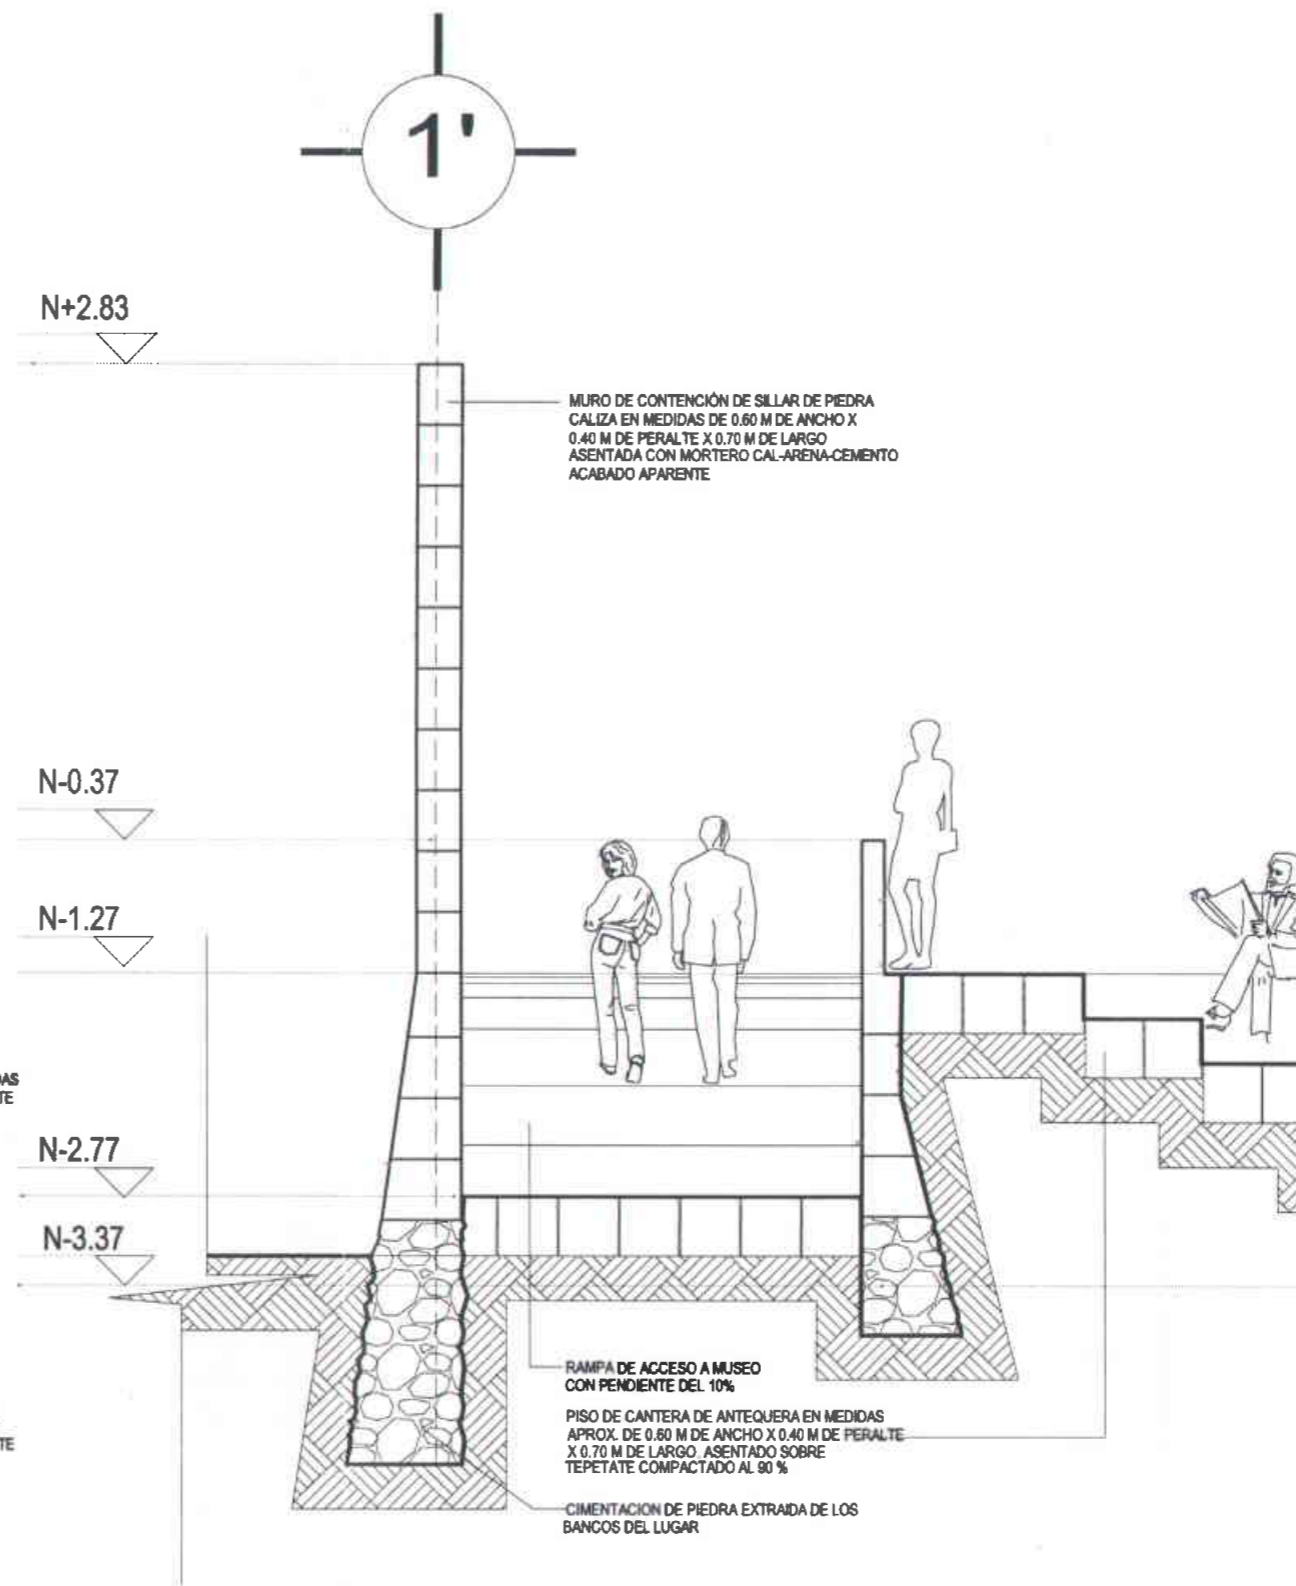 1'
N+2.83
MURO DE CONTENCIÓN DE SILLAR DE PIEDRA
CALIZA EN MEDIDAS DE 0.60 M DE ANCHO X
0.40 M DE PERALTE X 0.70 M DE LARGO
ASENTADA CON MORTERO CAL-ARENA-CEMENTO
ACABADO APARENTE
N-0.37
N-1.27
N-2.77
N-3.37
RAMPA DE ACCESO A MUSEO
CON PENDIENTE DEL 10%
PISO DE CANTERA DE ANTEQUERA EN MEDIDAS
APROX. DE 0.60 M DE ANCHO X 0.40 M DE PERALTE
X 0.70 M DE LARGO ASENTADO SOBRE
TEPETATE COMPACTADO AL 90 %
CIMENTACION DE PIEDRA EXTRAIDA DE LOS
BANCOS DEL LUGAR